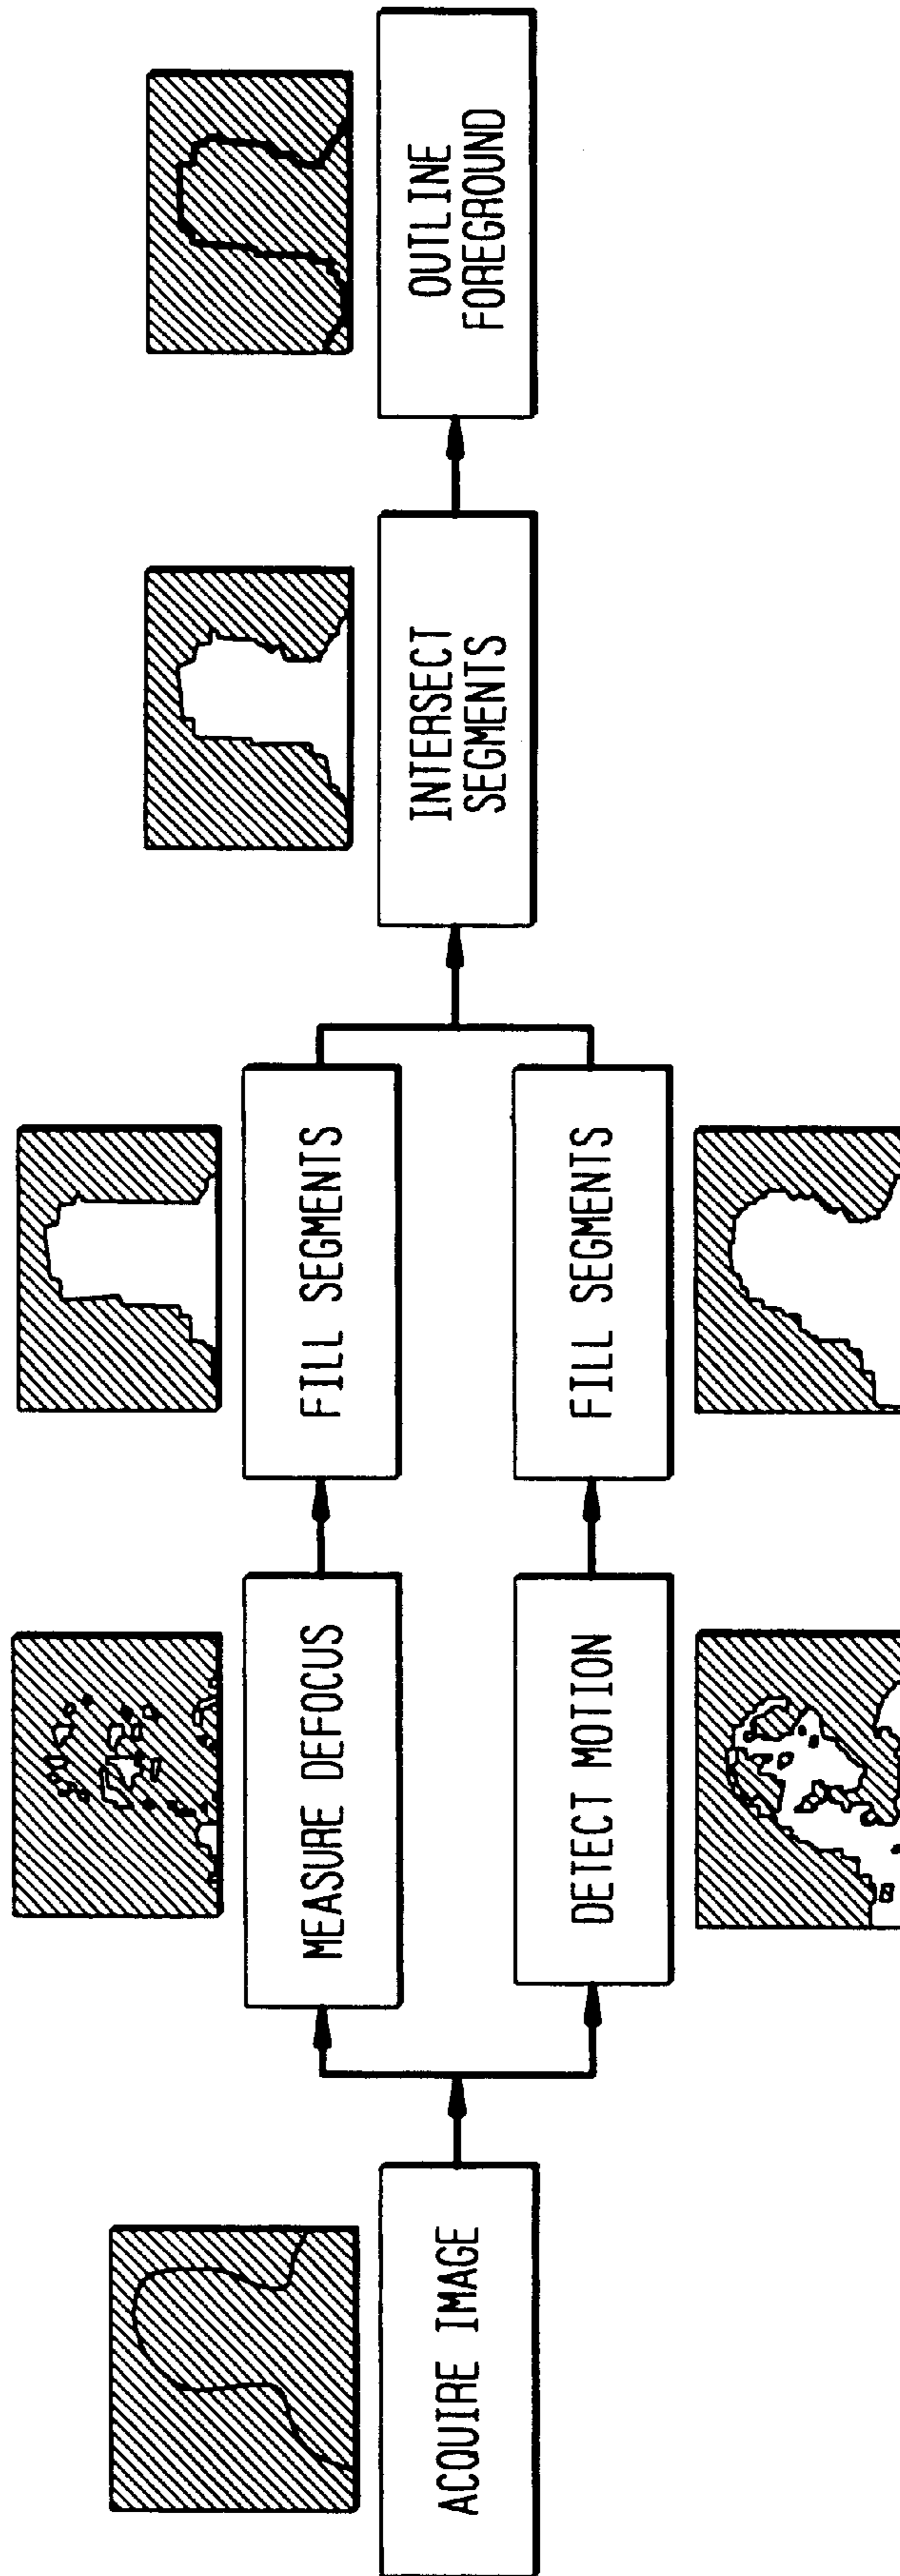 ACQUIRE IMAGE
MEASURE DEFOCUS
FILL SEGMENTS
DETECT MOTION
FILL SEGMENTS
INTERSECT
SEGMENTS
OUTLINE
FOREGROUND